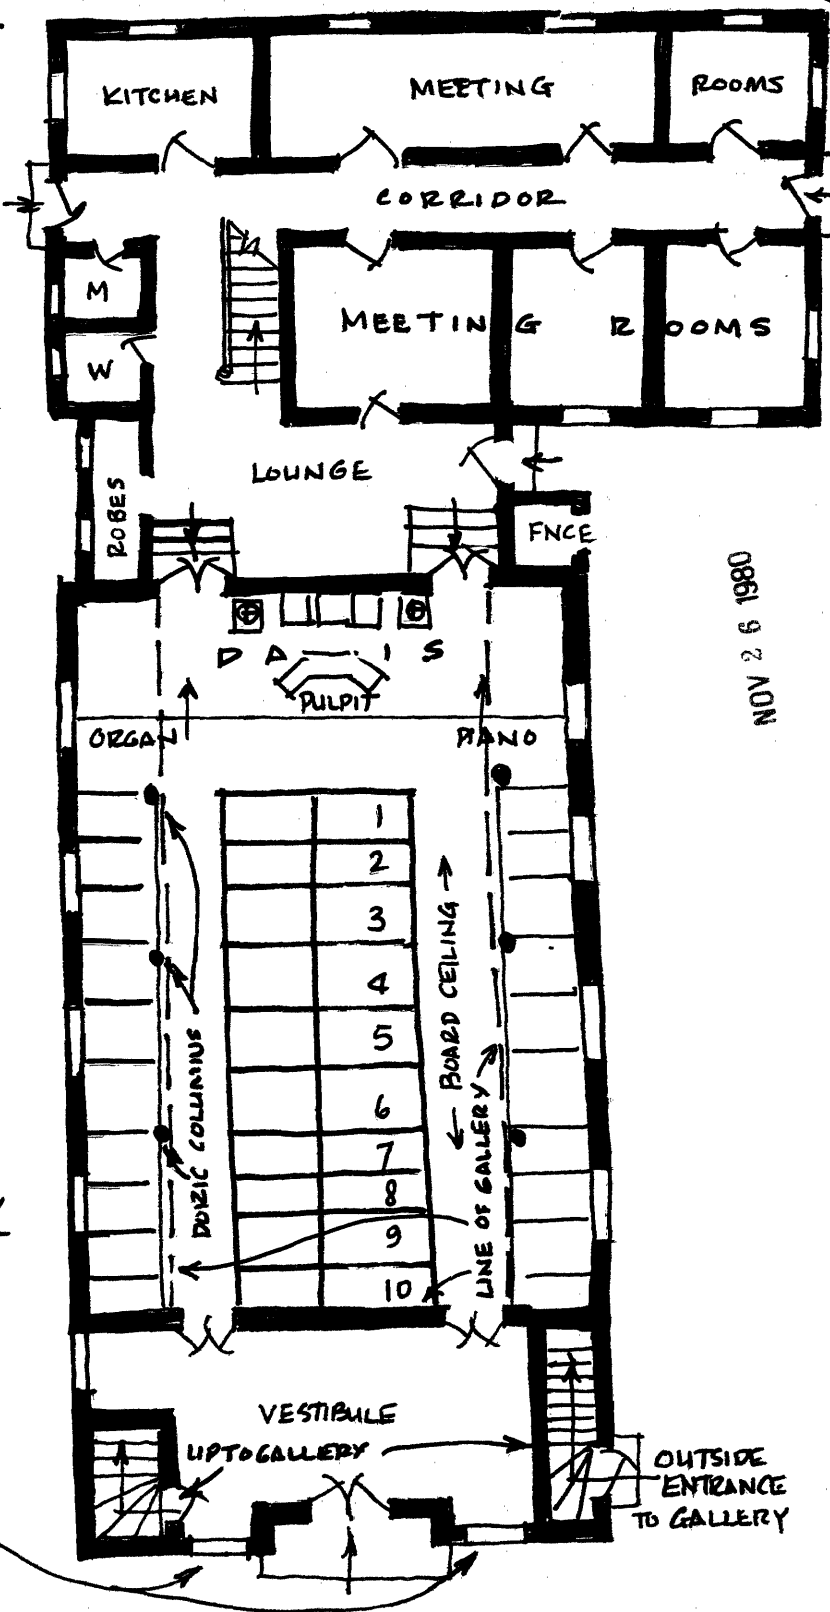 KITCHEN
MEETING
ROOMS
CORRIDOR
M
MEETING ROOMS
W
LOUNGE
ROBES
FNCE
NOV 26 1980
DAIS
PULPIT
ORGAN
PIANO
1
2
3
4
5
6
7
8
9
10
BOARD CEILING
DORIC COLUMNS
LINE OF GALLERY
VESTIBULE
UP TO GALLERY
OUTSIDE
ENTRANCE
TO GALLERY